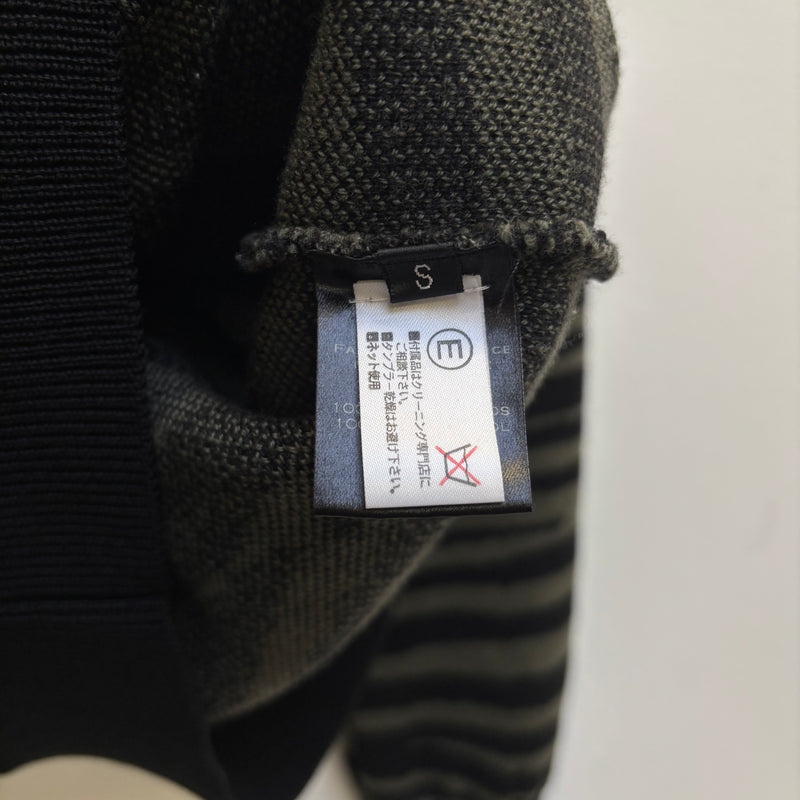 S
E
■付属品はクリーニング専門店に
ご相談下さい。
■タンブラー乾燥はお避け下さい。
■ネット使用